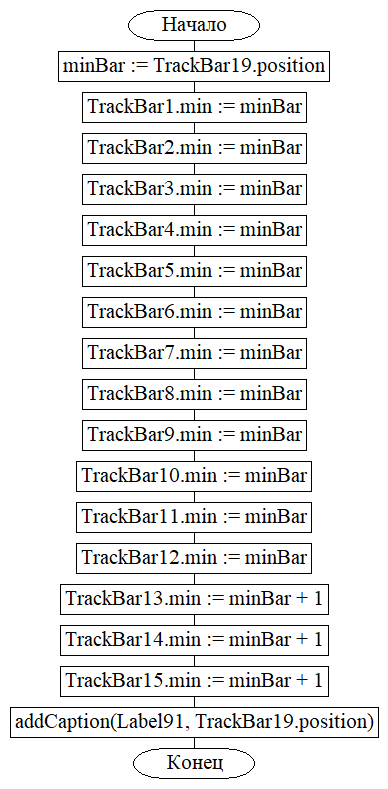 Начало
minBar := TrackBar19.position
TrackBar1.min := minBar
TrackBar2.min := minBar
TrackBar3.min := minBar
TrackBar4.min := minBar
TrackBar5.min := minBar
TrackBar6.min := minBar
TrackBar7.min := minBar
TrackBar8.min := minBar
TrackBar9.min := minBar
TrackBar10.min := minBar
TrackBar11.min := minBar
TrackBar12.min := minBar
TrackBar13.min := minBar + 1
TrackBar14.min := minBar + 1
TrackBar15.min := minBar + 1
addCaption(Label91, TrackBar19.position)
Конец